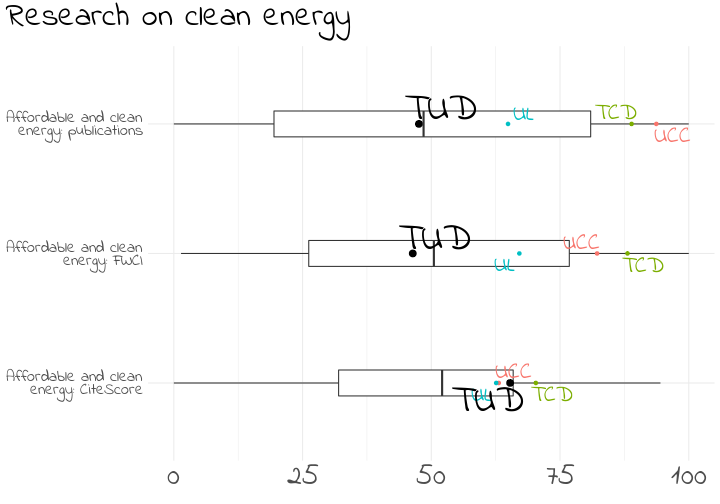 Research on clean energy
TUD
UL
TCD
Affordable and clean
energy: publications
UCC
TUD
UCC
Affordable and clean
energy: FWCI
UL
TCD
Affordable and clean
energy: CiteScore
UCC
UL
TUD
TCD
0 25 50 75 100